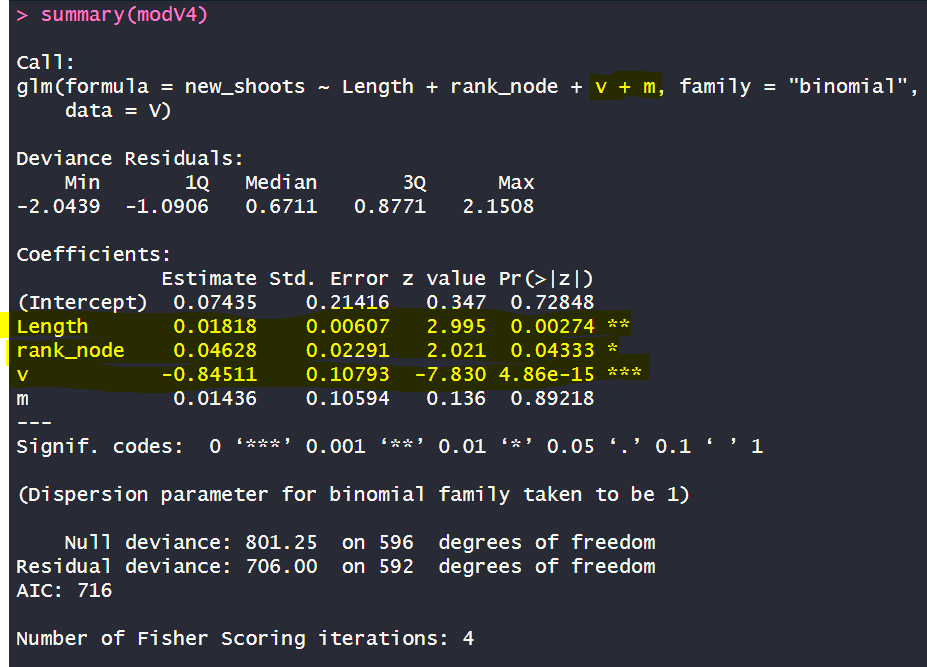 > summary(modV4)
Call:
glm(formula = new_shoots ~ Length + rank_node + v + m, family = "binomial",
    data = V)
Deviance Residuals:
    Min       1Q   Median       3Q      Max
-2.0439  -1.0906   0.6711   0.8771   2.1508
Coefficients:
            Estimate Std. Error z value Pr(>|z|)
(Intercept)  0.07435    0.21416   0.347  0.72848
Length       0.01818    0.00607   2.995  0.00274 **
rank_node    0.04628    0.02291   2.021  0.04333 *
v           -0.84511    0.10793  -7.830 4.86e-15 ***
m            0.01436    0.10594   0.136  0.89218
---
Signif. codes:  0 ‘***’ 0.001 ‘**’ 0.01 ‘*’ 0.05 ‘.’ 0.1 ‘ ’ 1
(Dispersion parameter for binomial family taken to be 1)
    Null deviance: 801.25  on 596  degrees of freedom
Residual deviance: 706.00  on 592  degrees of freedom
AIC: 716
Number of Fisher Scoring iterations: 4